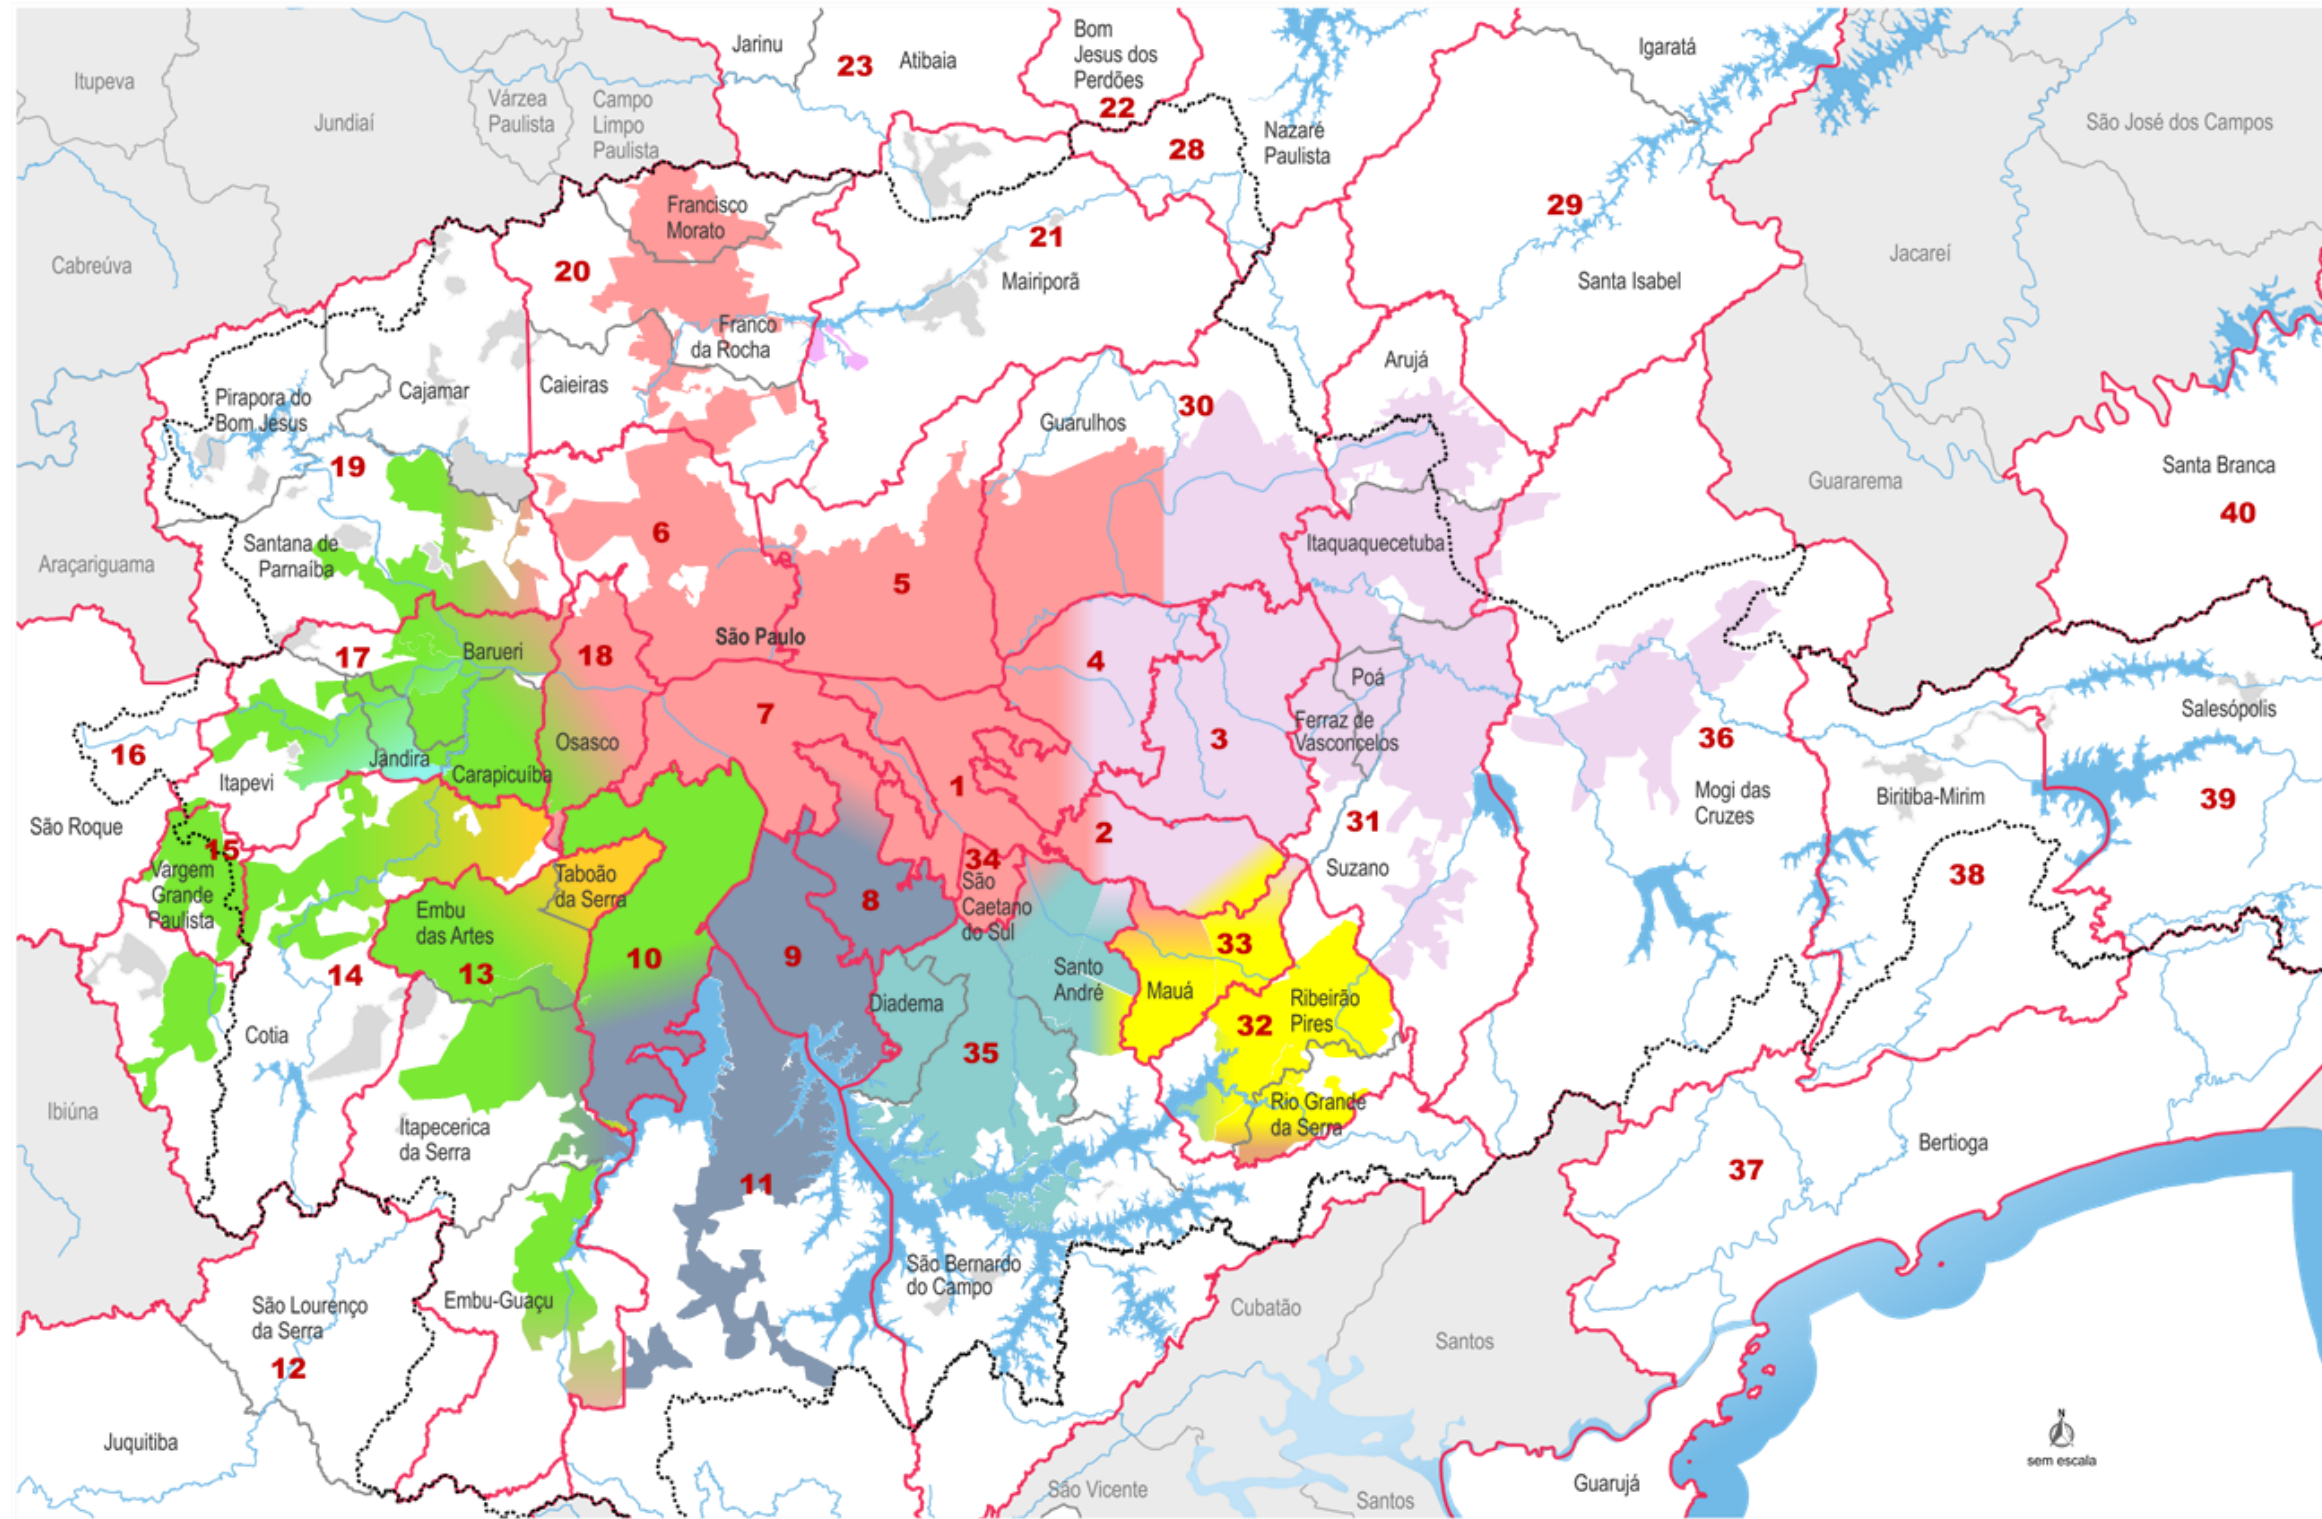 Jarinu
23
Atibaia
Bom
Jesus dos
Perdões
22
Igaratá
Itupeva
Jundiaí
Várzea
Paulista
Campo
Limpo
Paulista
28
Nazaré
Paulista
São José dos Campos
Francisco
Morato
29
Cabreúva
20
21
Mairiporã
Santa Isabel
Jacareí
Franco
da Rocha
Pirapora do
Bom Jesus
Cajamar
Caieiras
Arujá
30
Guarulhos
19
Santa Branca
Guararema
40
6
Santana de
Parnaíba
Itaquaquecetuba
Araçariguama
5
17
Barueri
18
São Paulo
4
Poá
16
7
Osasco
Jandira
Carapicuíba
Itapevi
3
Ferraz de
Vasconcelos
36
Salesópolis
São Roque
1
2
31
Mogi das
Cruzes
Biritiba-Mirim
39
15
Vargem
Grande
Paulista
Taboão
da Serra
34
São
Caetano
do Sul
Suzano
38
8
Embu
das Artes
13
10
9
33
14
Santo
André
Mauá
Diadema
Ribeirão
Pires
32
Cotia
35
Ibiúna
Itapecerica
da Serra
Rio Grande
da Serra
Bertioga
11
37
São Bernardo
do Campo
Embu-Guaçu
São Lourenço
da Serra
12
Cubatão
Santos
Juquitiba
N
sem escala
São Vicente
Santos
Guarujá